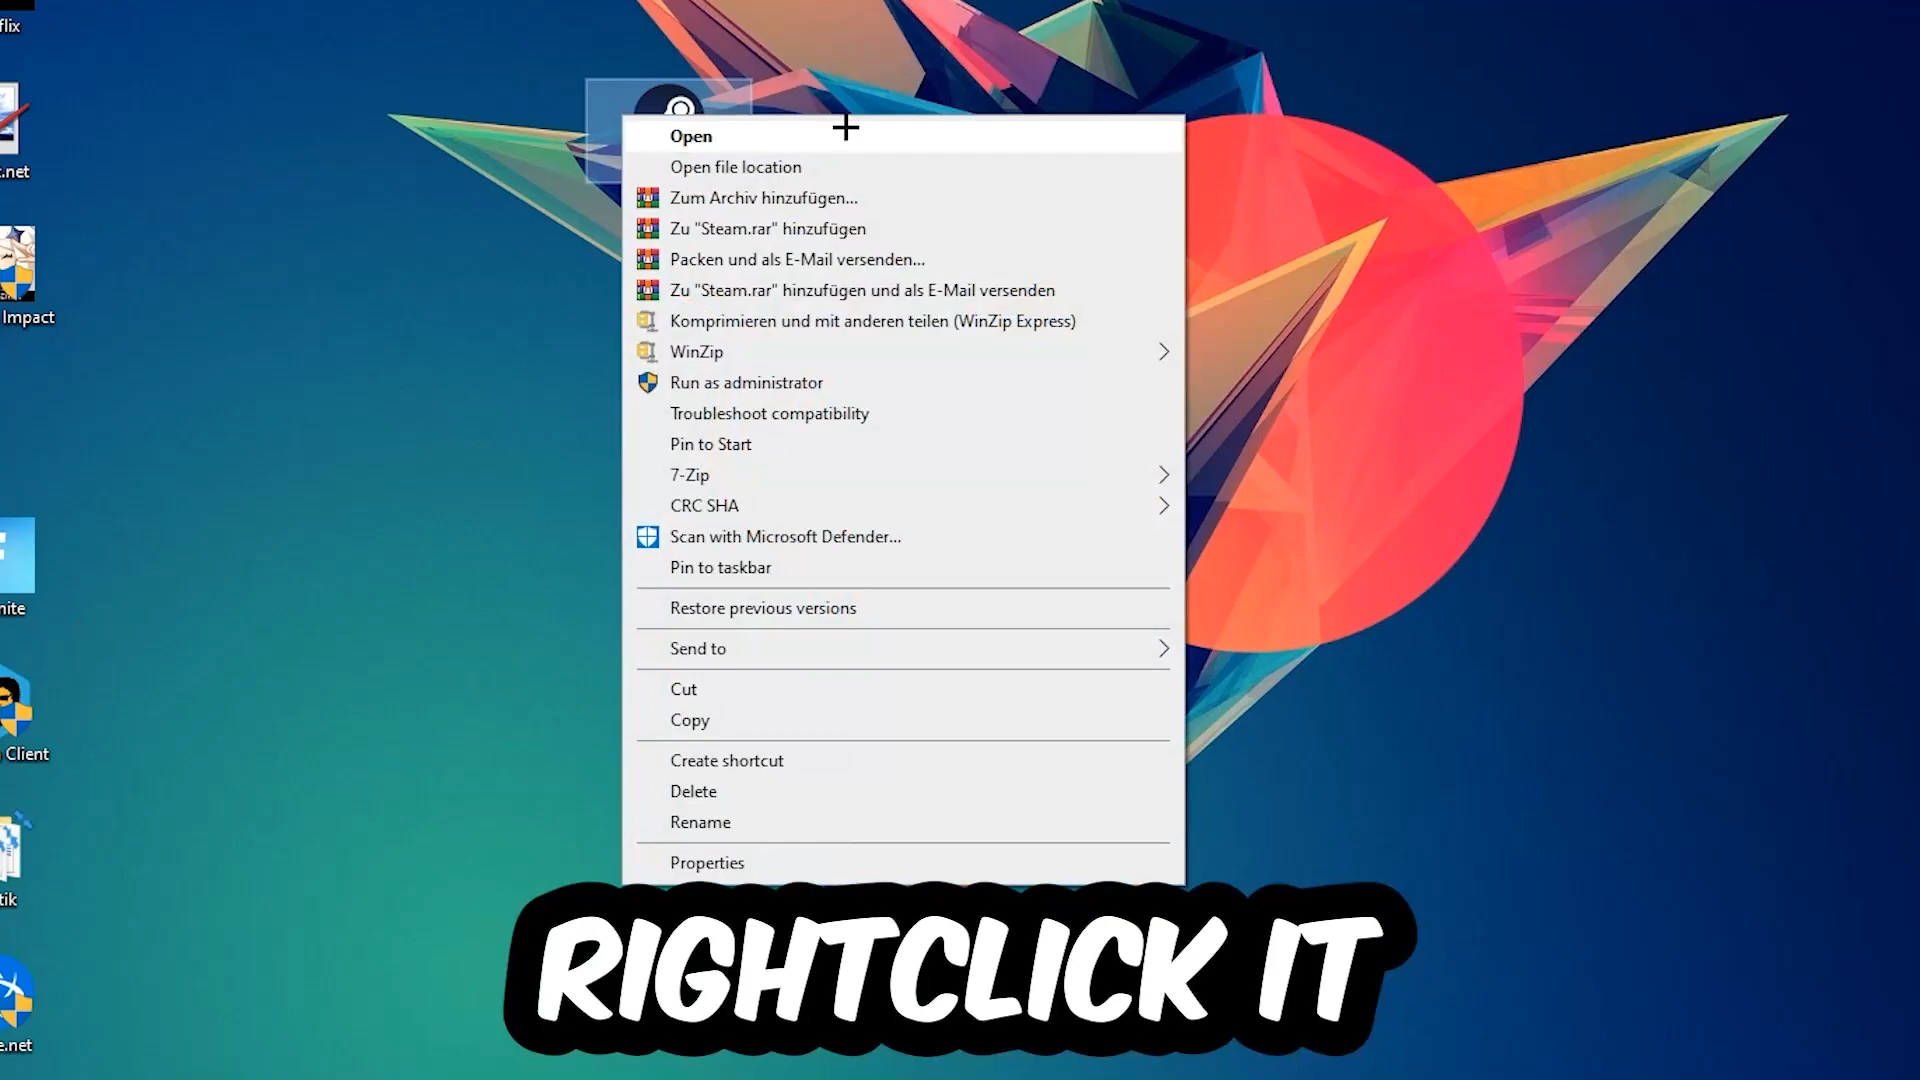 flix
t.net
Impact
nite
Client
tik
e.net
Open
Open file location
Zum Archiv hinzufügen...
Zu "Steam.rar" hinzufügen
Packen und als E-Mail versenden...
Zu "Steam.rar" hinzufügen und als E-Mail versenden
Komprimieren und mit anderen teilen (WinZip Express)
WinZip
Run as administrator
Troubleshoot compatibility
Pin to Start
7-Zip
CRC SHA
Scan with Microsoft Defender...
Pin to taskbar
Restore previous versions
Send to
Cut
Copy
Create shortcut
Delete
Rename
Properties
RIGHTCLICK IT